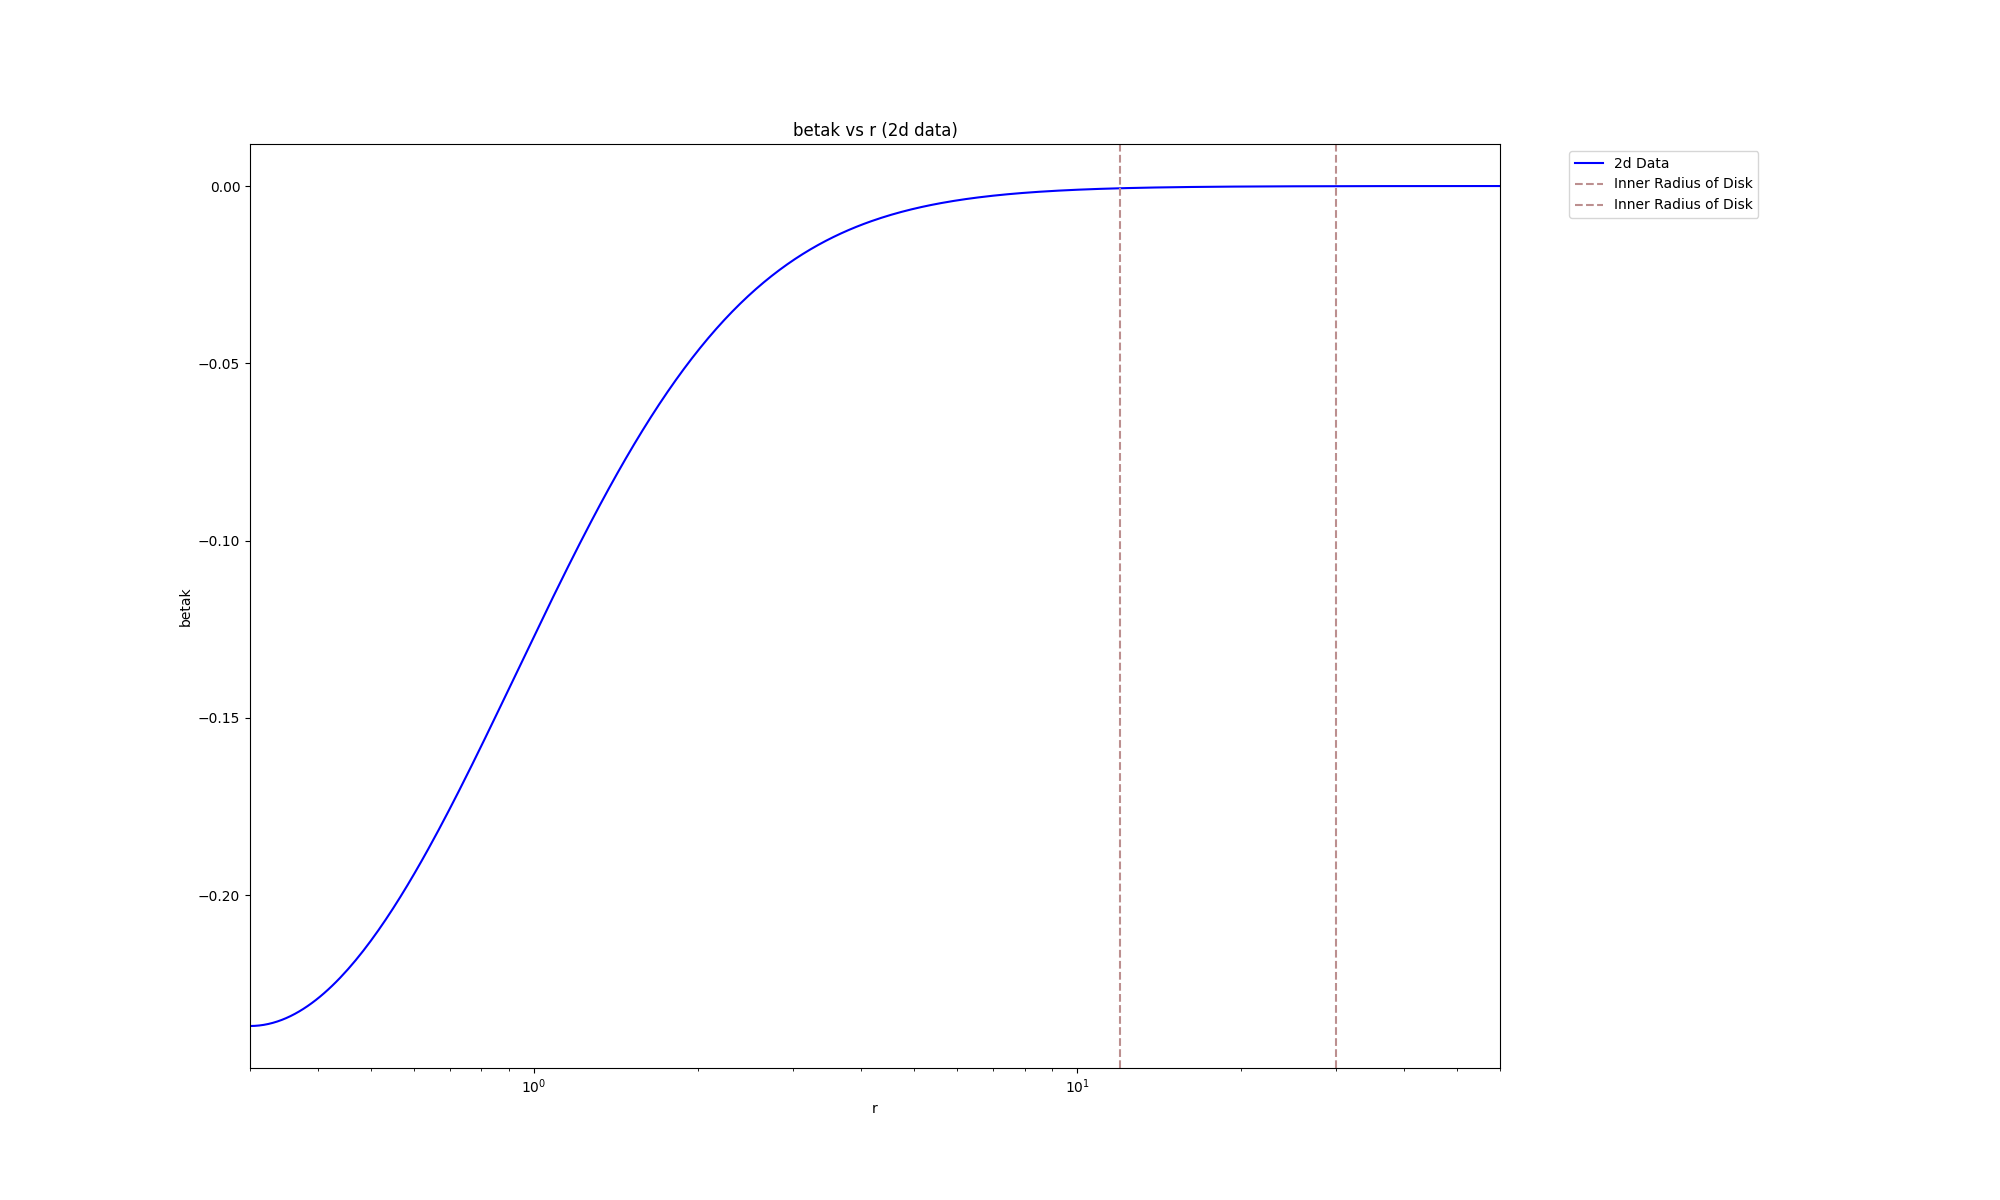 betak vs r (2d data)
2d Data
Inner Radius of Disk
Inner Radius of Disk
0.00
−0.05
−0.10
−0.15
−0.20
betak
10⁰
10¹
r